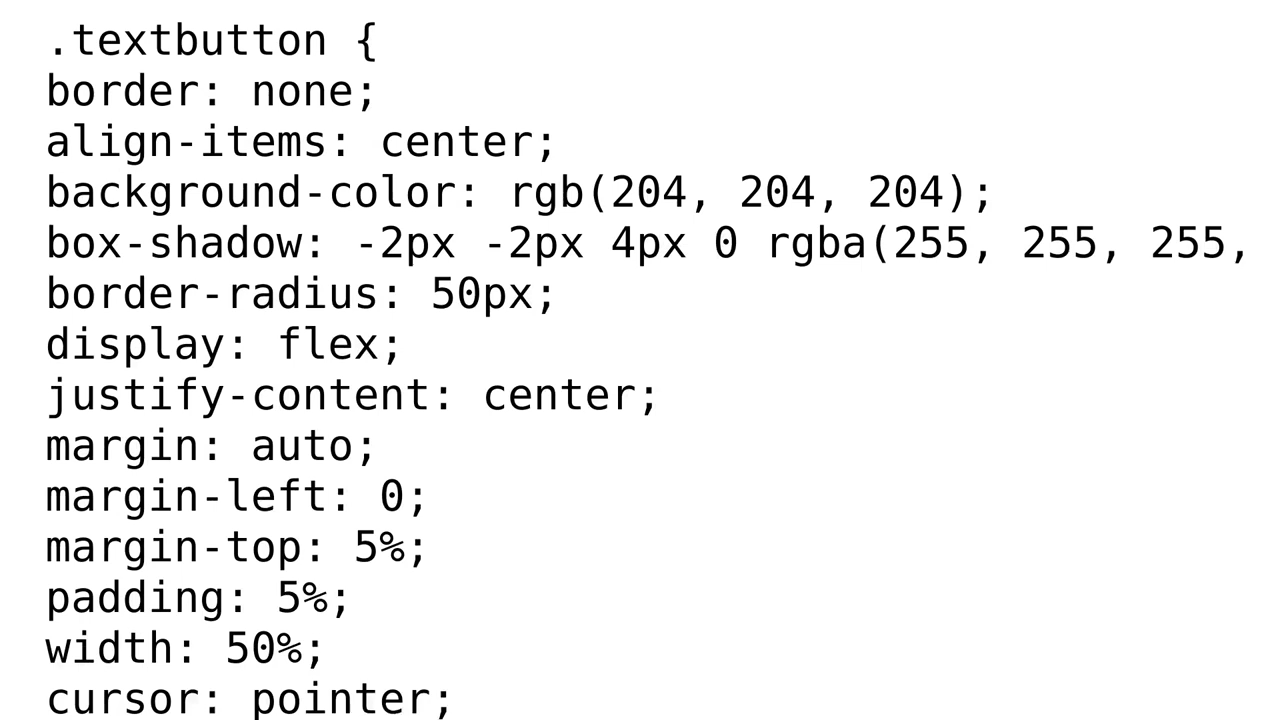 .textbutton {
border: none;
align-items: center;
background-color: rgb(204, 204, 204);
box-shadow: -2px -2px 4px 0 rgba(255, 255, 255,
border-radius: 50px;
display: flex;
justify-content: center;
margin: auto;
margin-left: 0;
margin-top: 5%;
padding: 5%;
width: 50%;
cursor: pointer;